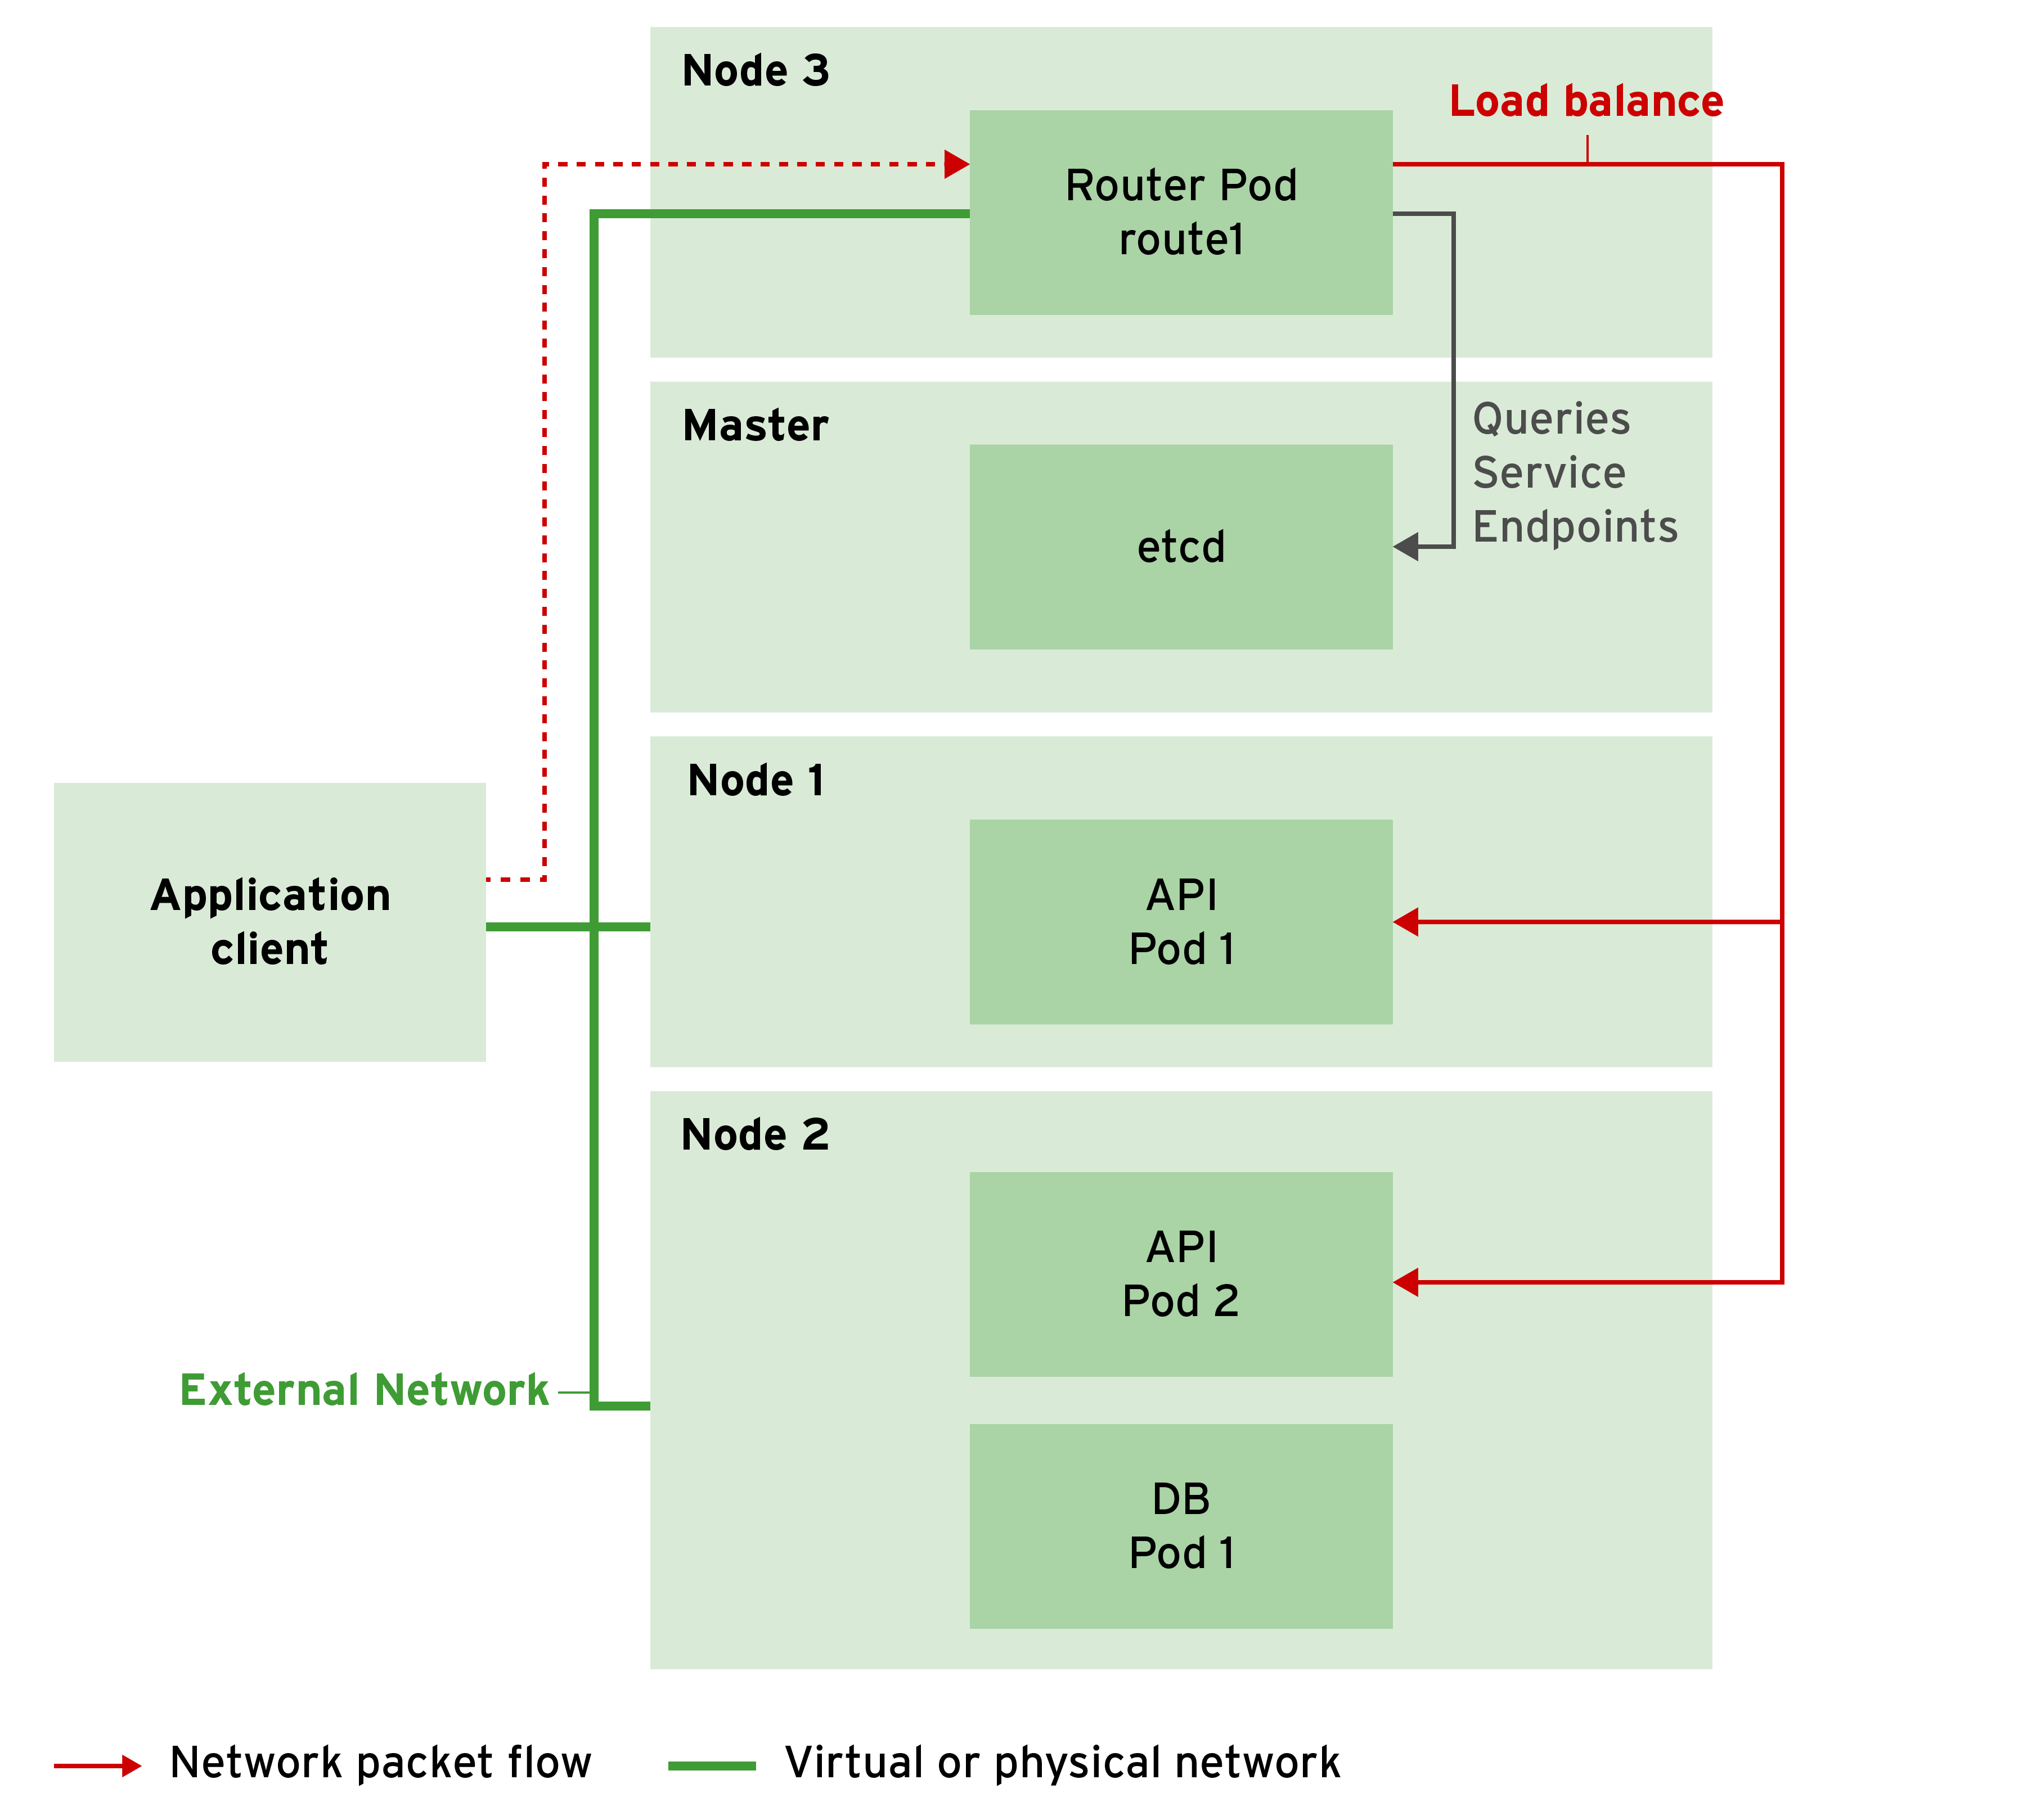 Node 3
Load balance
Router Pod
route1
Master
Queries
Service
Endpoints
etcd
Node 1
API
Pod 1
Application
client
Node 2
API
Pod 2
External Network
DB
Pod 1
Network packet flow
Virtual or physical network